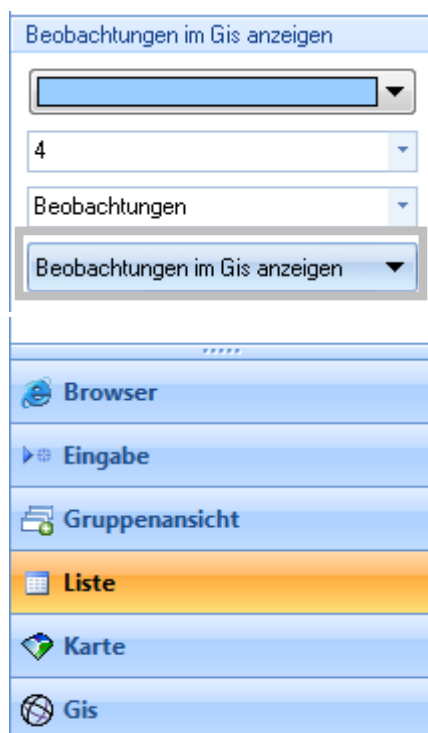 Beobachtungen im Gis anzeigen
4
Beobachtungen
Beobachtungen im Gis anzeigen
Browser
Eingabe
Gruppenansicht
Liste
Karte
Gis